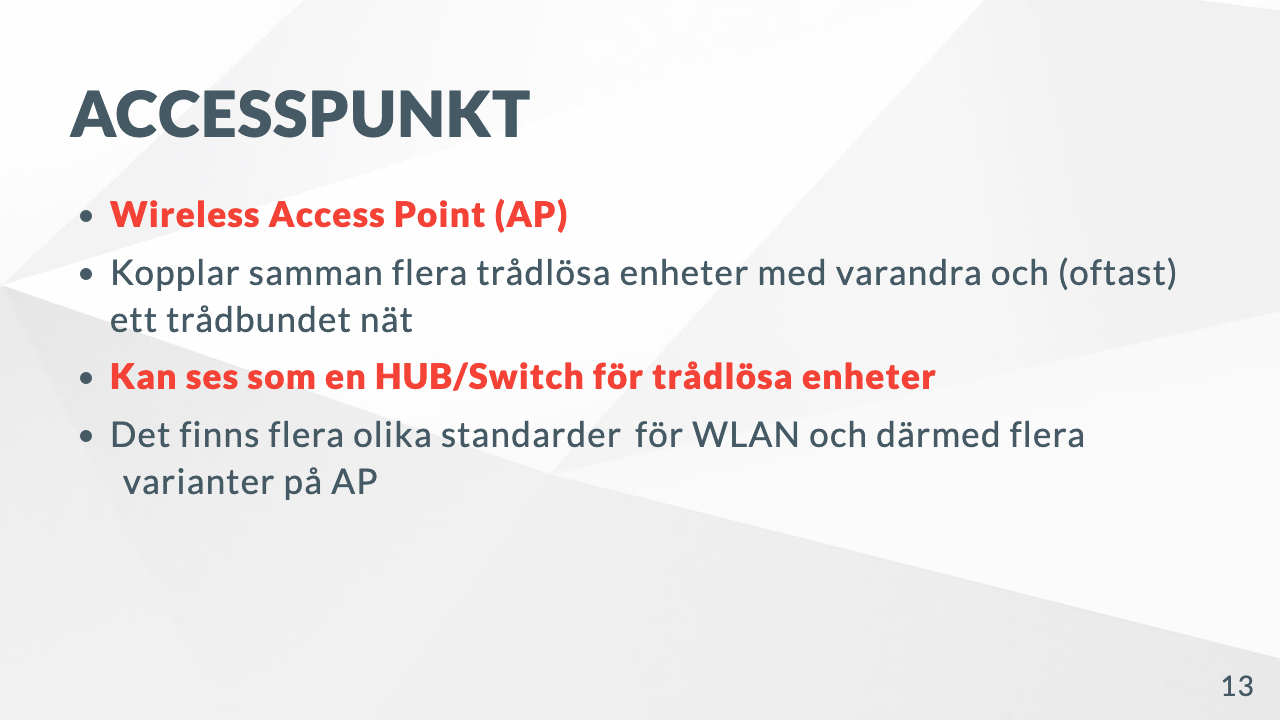 ACCESSPUNKT
• Wireless Access Point (AP)
• Kopplar samman flera trådlösa enheter med varandra och (oftast)
ett trådbundet nät
• Kan ses som en HUB/Switch för trådlösa enheter
• Det finns flera olika standarder för WLAN och därmed flera
varianter på AP
13